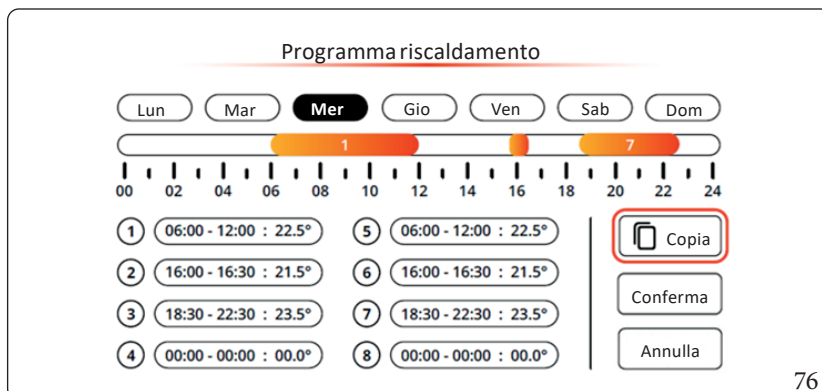 Programma riscaldamento
Lun Mar Mer Gio Ven Sab Dom
1 7
00 02 04 06 08 10 12 14 16 18 20 22 24
1 06:00 - 12:00 : 22.5° 5 06:00 - 12:00 : 22.5° Copia
2 16:00 - 16:30 : 21.5° 6 16:00 - 16:30 : 21.5°
Conferma
3 18:30 - 22:30 : 23.5° 7 18:30 - 22:30 : 23.5°
4 00:00 - 00:00 : 00.0° 8 00:00 - 00:00 : 00.0° Annulla
76